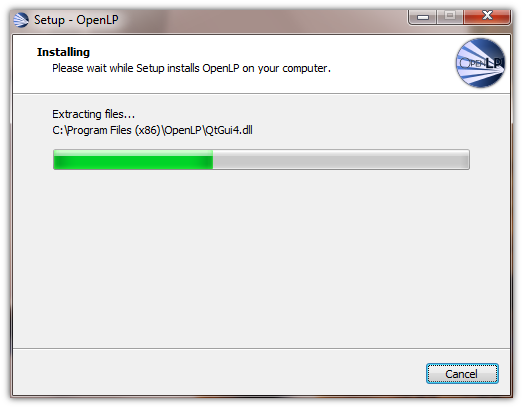 Setup - OpenLP
Installing
Please wait while Setup installs OpenLP on your computer.
OPENLP
Extracting files...
C:\Program Files (x86)\OpenLP\QtGui4.dll
Cancel